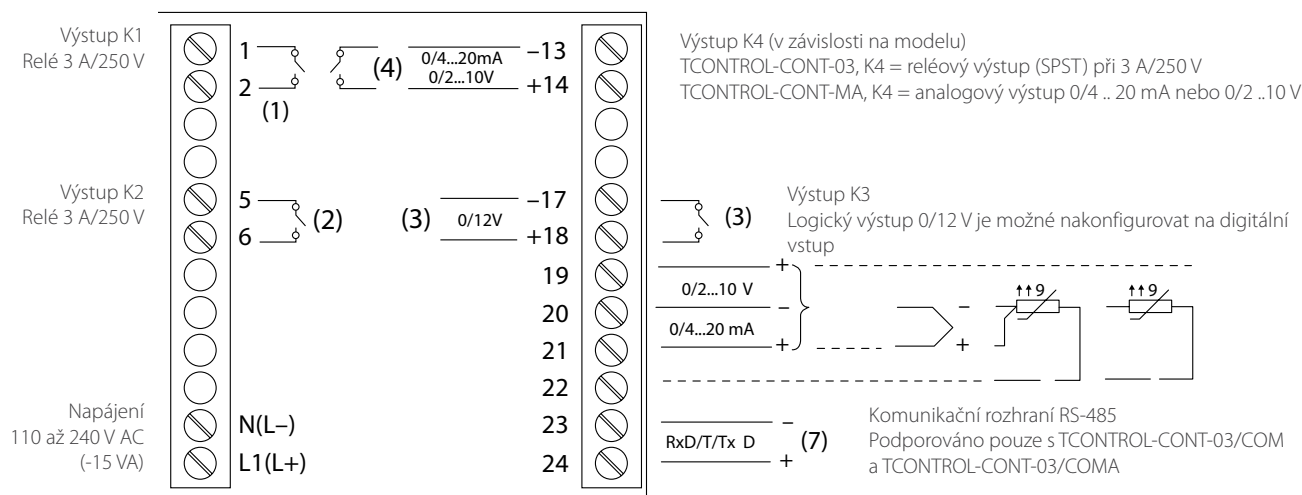 Výstup K1
Relé 3 A/250 V
1
2
(1)
(4)
0/4...20mA
0/2...10V
–13
+14
Výstup K4 (v závislosti na modelu)
TCONTROL-CONT-03, K4 = reléový výstup (SPST) při 3 A/250 V
TCONTROL-CONT-MA, K4 = analogový výstup 0/4 .. 20 mA nebo 0/2 ..10 V
Výstup K2
Relé 3 A/250 V
5
6
(2)
(3)
0/12V
–17
+18
(3)
Výstup K3
Logický výstup 0/12 V je možné nakonfigurovat na digitální
vstup
19
20
21
22
+
0/2...10 V
–
0/4...20 mA
+
–
+
↑↑9
↑↑9
Napájení
110 až 240 V AC
(-15 VA)
N(L–)
L1(L+)
23
24
–
RxD/T/Tx D
+
(7)
Komunikační rozhraní RS-485
Podporováno pouze s TCONTROL-CONT-03/COM
a TCONTROL-CONT-03/COMA